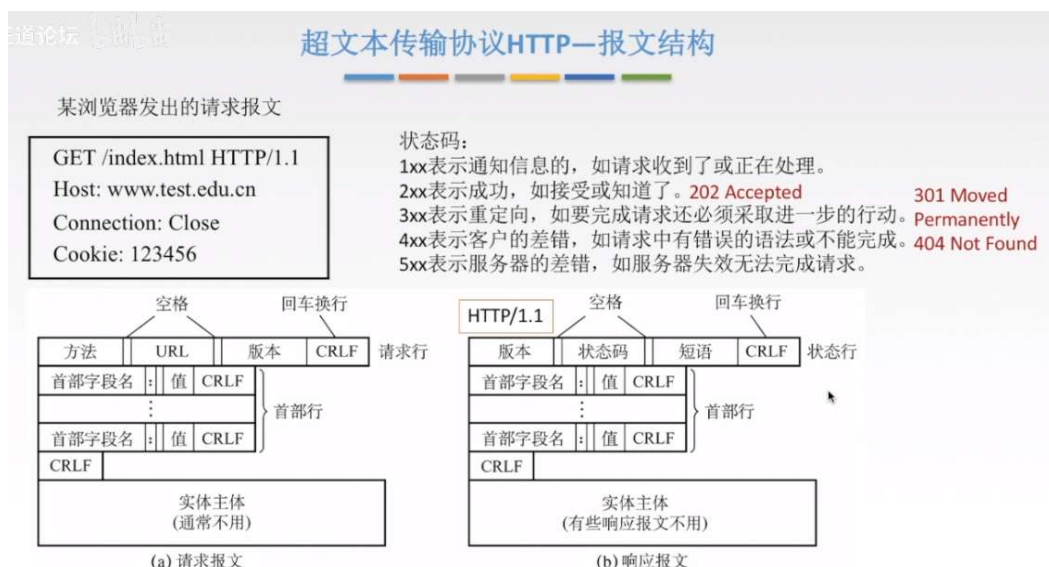 王道论坛
超文本传输协议HTTP—报文结构
某浏览器发出的请求报文
GET /index.html HTTP/1.1
Host: www.test.edu.cn
Connection: Close
Cookie: 123456
状态码：
1xx表示通知信息的，如请求收到了或正在处理。
2xx表示成功，如接受或知道了。202 Accepted
3xx表示重定向，如要完成请求还必须采取进一步的行动。301 Moved Permanently
4xx表示客户的差错，如请求中有错误的语法或不能完成。404 Not Found
5xx表示服务器的差错，如服务器失效无法完成请求。
空格 回车换行
方法 URL 版本 CRLF 请求行
首部字段名 : 值 CRLF
⋮ 首部行
首部字段名 : 值 CRLF
CRLF
实体主体
(通常不用)
(a) 请求报文
HTTP/1.1 空格 回车换行
版本 状态码 短语 CRLF 状态行
首部字段名 : 值 CRLF
⋮ 首部行
首部字段名 : 值 CRLF
CRLF
实体主体
(有些响应报文不用)
(b) 响应报文